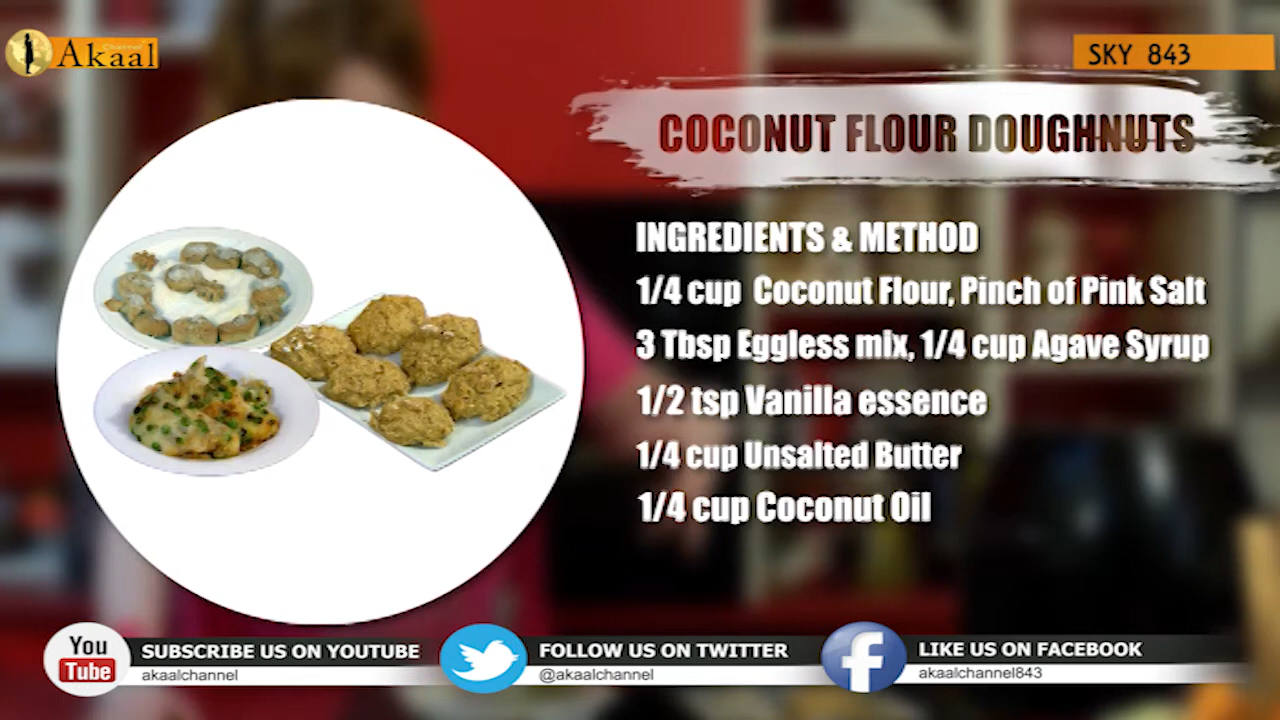 Akaal
Channel
SKY 843
COCONUT FLOUR DOUGHNUTS
INGREDIENTS & METHOD
1/4 cup Coconut Flour, Pinch of Pink Salt
3 Tbsp Eggless mix, 1/4 cup Agave Syrup
1/2 tsp Vanilla essence
1/4 cup Unsalted Butter
1/4 cup Coconut Oil
You
Tube
SUBSCRIBE US ON YOUTUBE
akaalchannel
FOLLOW US ON TWITTER
@akaalchannel
f
LIKE US ON FACEBOOK
akaalchannel843